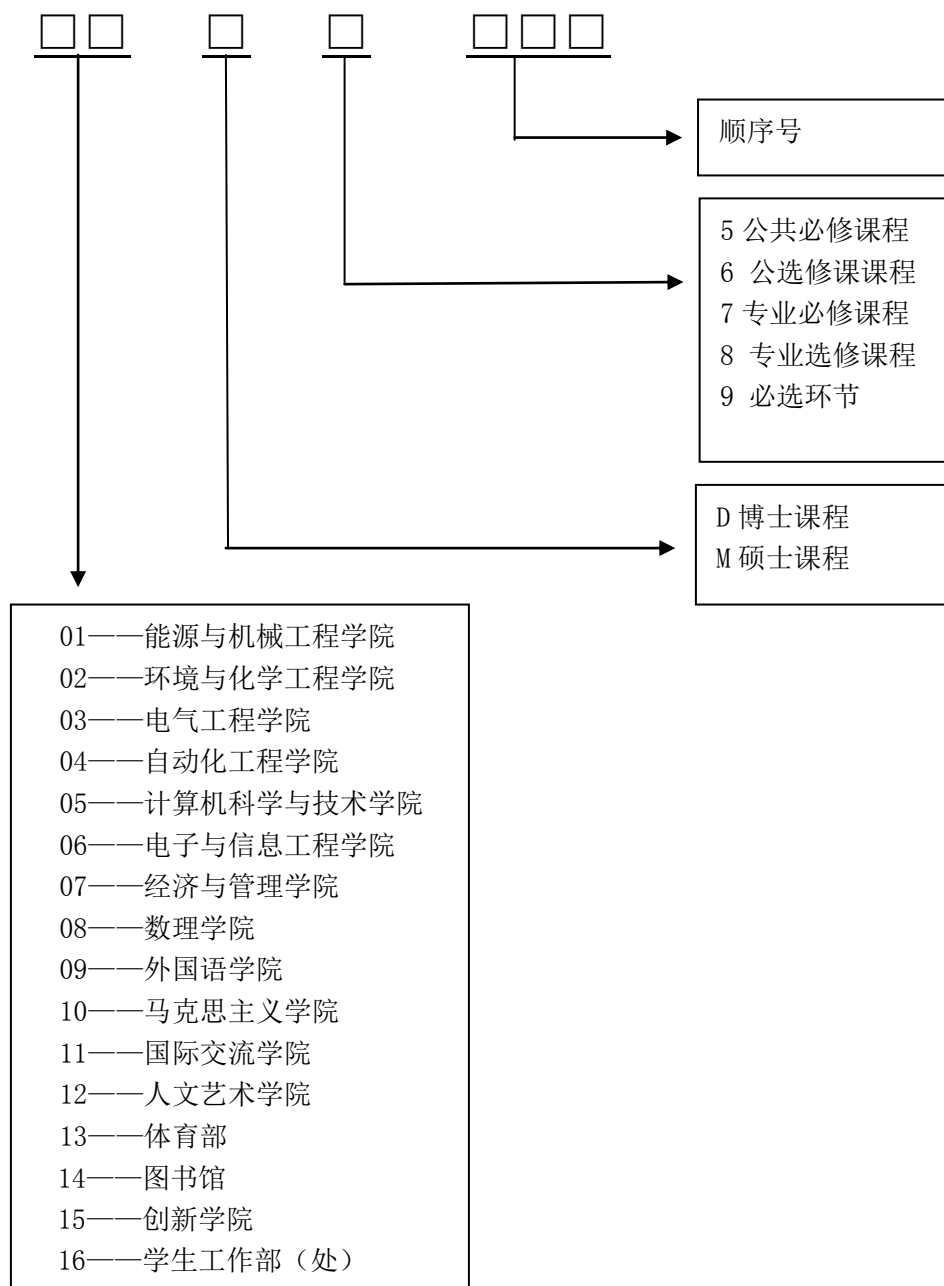 顺序号
5 公共必修课程
6 公选修课课程
7 专业必修课程
8 专业选修课程
9 必选环节
D 博士课程
M 硕士课程
01——能源与机械工程学院
02——环境与化学工程学院
03——电气工程学院
04——自动化工程学院
05——计算机科学与技术学院
06——电子与信息工程学院
07——经济与管理学院
08——数理学院
09——外国语学院
10——马克思主义学院
11——国际交流学院
12——人文艺术学院
13——体育部
14——图书馆
15——创新学院
16——学生工作部（处）